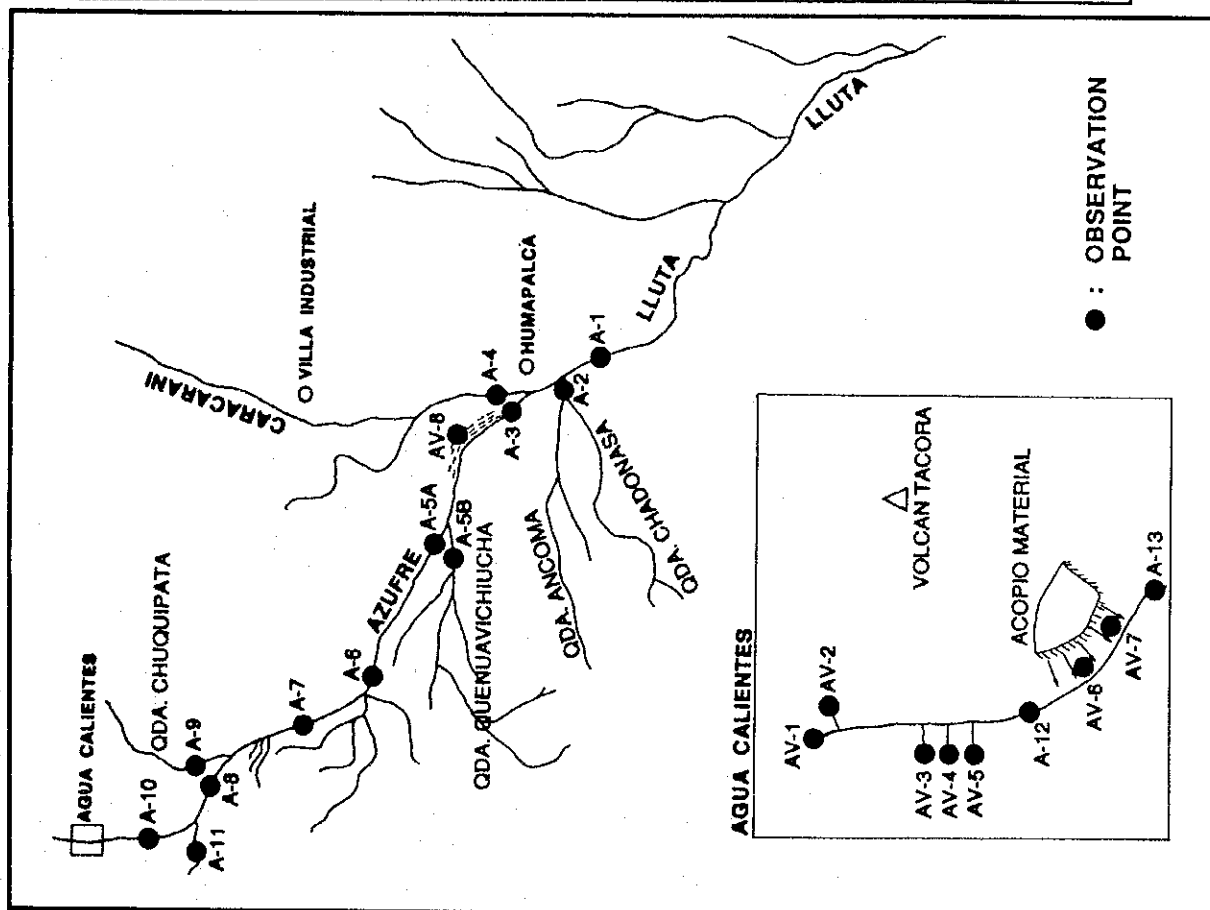 AGUA CALIENTES
QDA. CHUQUIPATA
A-10
A-9
A-8
A-11
A-7
A-6
AZUFRE
A-5A
A-5B
QDA. QUENUAVICHIUCHA
AV-8
CARACARANI
VILLA INDUSTRIAL
A-4
A-3
HUMAPALCA
A-2
A-1
QDA. ANCOMA
QDA. CHADONASA
LLUTA
LLUTA
AGUA CALIENTES
AV-1
AV-2
AV-3
AV-4
AV-5
A-12
AV-6
AV-7
A-13
ACOPIO MATERIAL
VOLCAN TACORA
: OBSERVATION
POINT